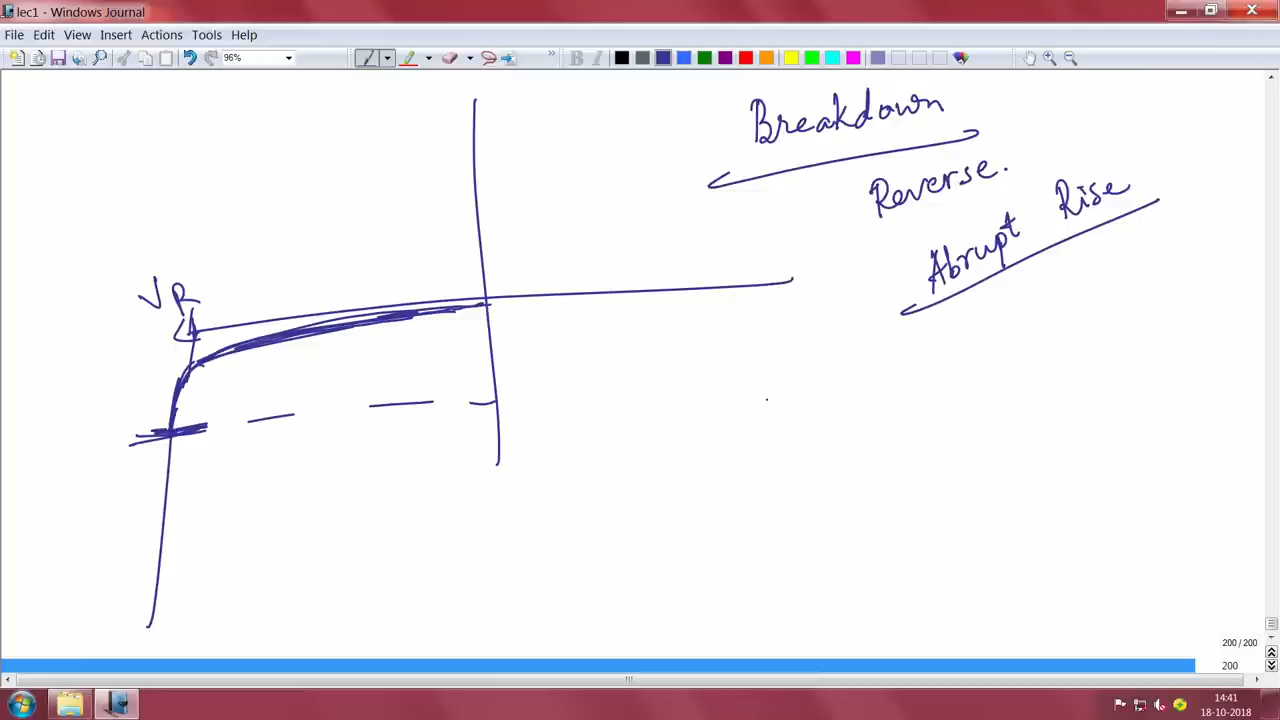 lec1 - Windows Journal
File Edit View Insert Actions Tools Help
96%
B I
Breakdown
Reverse.
Abrupt Rise
VR
200 / 200
200
14:41
18-10-2018